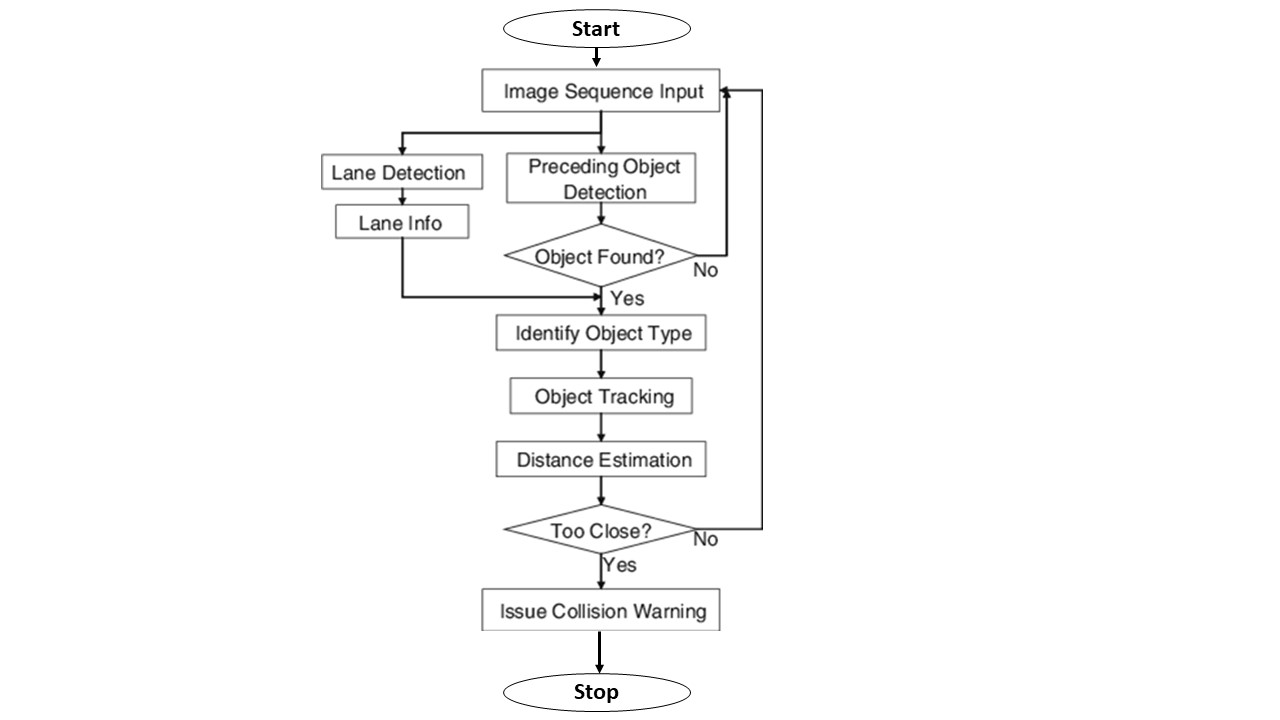 Start
Image Sequence Input
Lane Detection
Preceding Object
Detection
Lane Info
Object Found?
No
Yes
Identify Object Type
Object Tracking
Distance Estimation
Too Close?
No
Yes
Issue Collision Warning
Stop